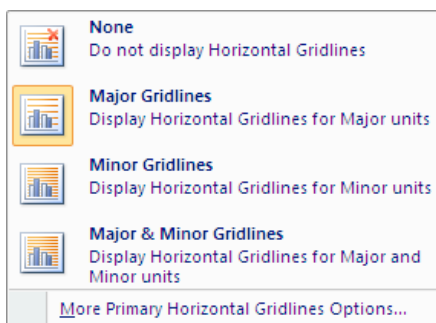 None
Do not display Horizontal Gridlines
Major Gridlines
Display Horizontal Gridlines for Major units
Minor Gridlines
Display Horizontal Gridlines for Minor units
Major & Minor Gridlines
Display Horizontal Gridlines for Major and
Minor units
More Primary Horizontal Gridlines Options...